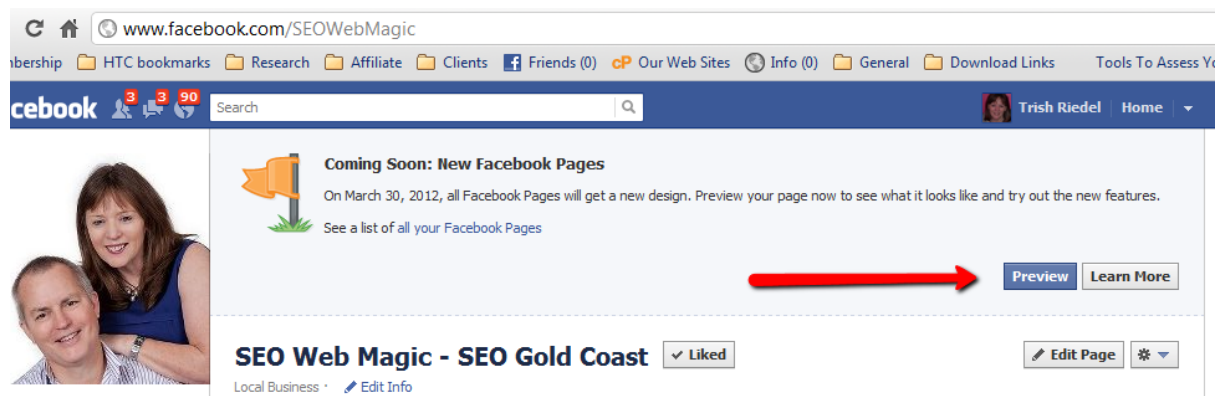 www.facebook.com/SEOWebMagic
bership HTC bookmarks Research Affiliate Clients Friends (0) cP Our Web Sites Info (0) General Download Links Tools To Assess Yo
cebook 3 3 90 Search Trish Riedel Home
Coming Soon: New Facebook Pages
On March 30, 2012, all Facebook Pages will get a new design. Preview your page now to see what it looks like and try out the new features.
See a list of all your Facebook Pages
Preview Learn More
SEO Web Magic - SEO Gold Coast Liked Edit Page
Local Business · Edit Info